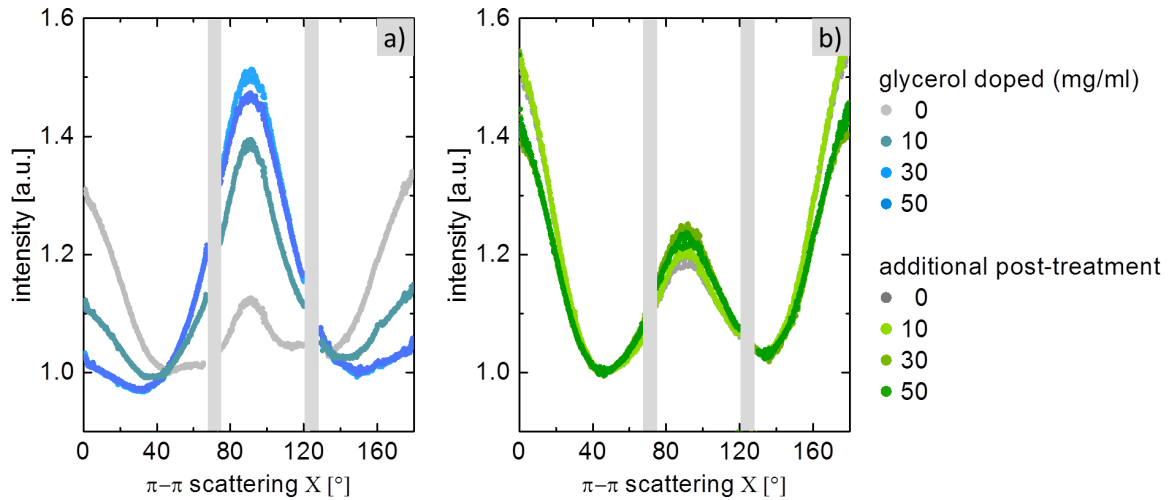 a)
1.6
1.4
1.2
1.0
intensity [a.u.]
0 40 80 120 160
π−π scattering X [°]
b)
1.6
1.4
1.2
1.0
intensity [a.u.]
0 40 80 120 160
π−π scattering X [°]
glycerol doped (mg/ml)
0
10
30
50
additional post-treatment
0
10
30
50